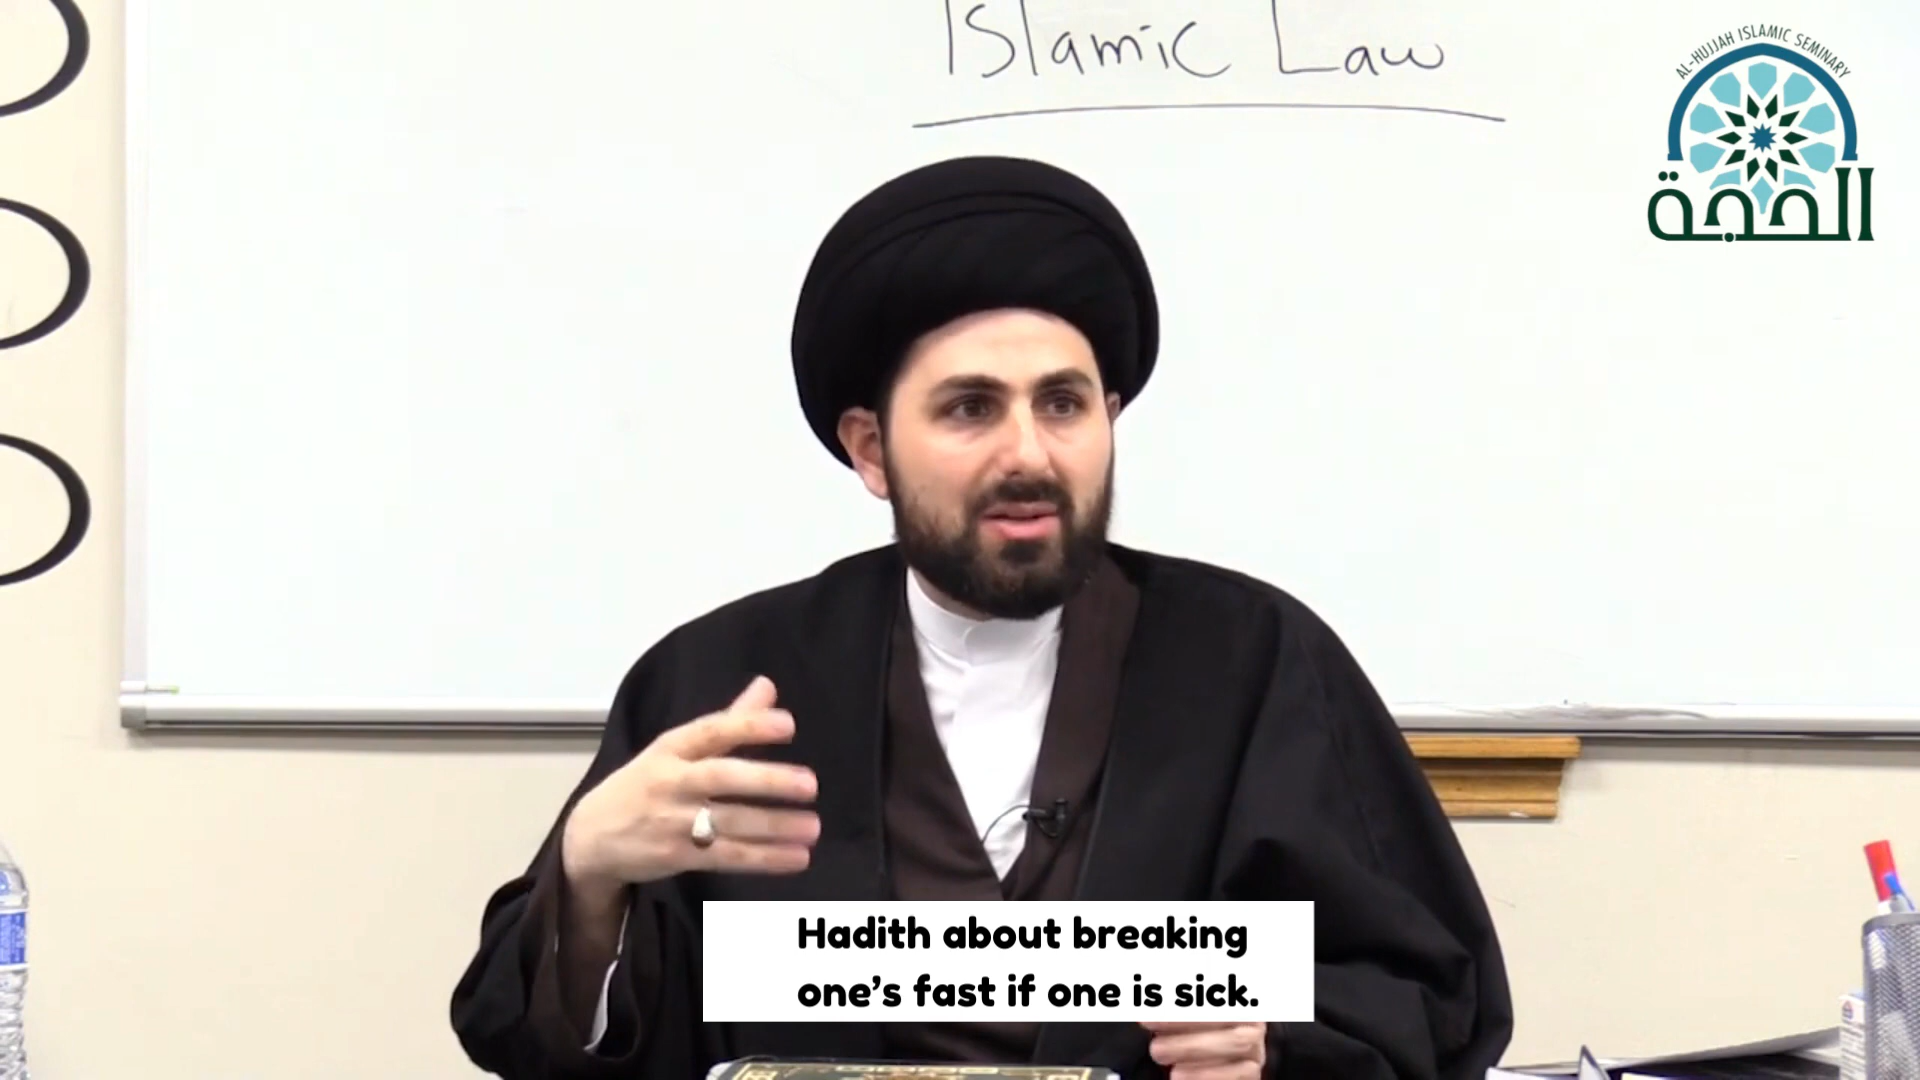 Islamic Law
AL-HUJJAH ISLAMIC SEMINARY
الحجة
Hadith about breaking
one's fast if one is sick.